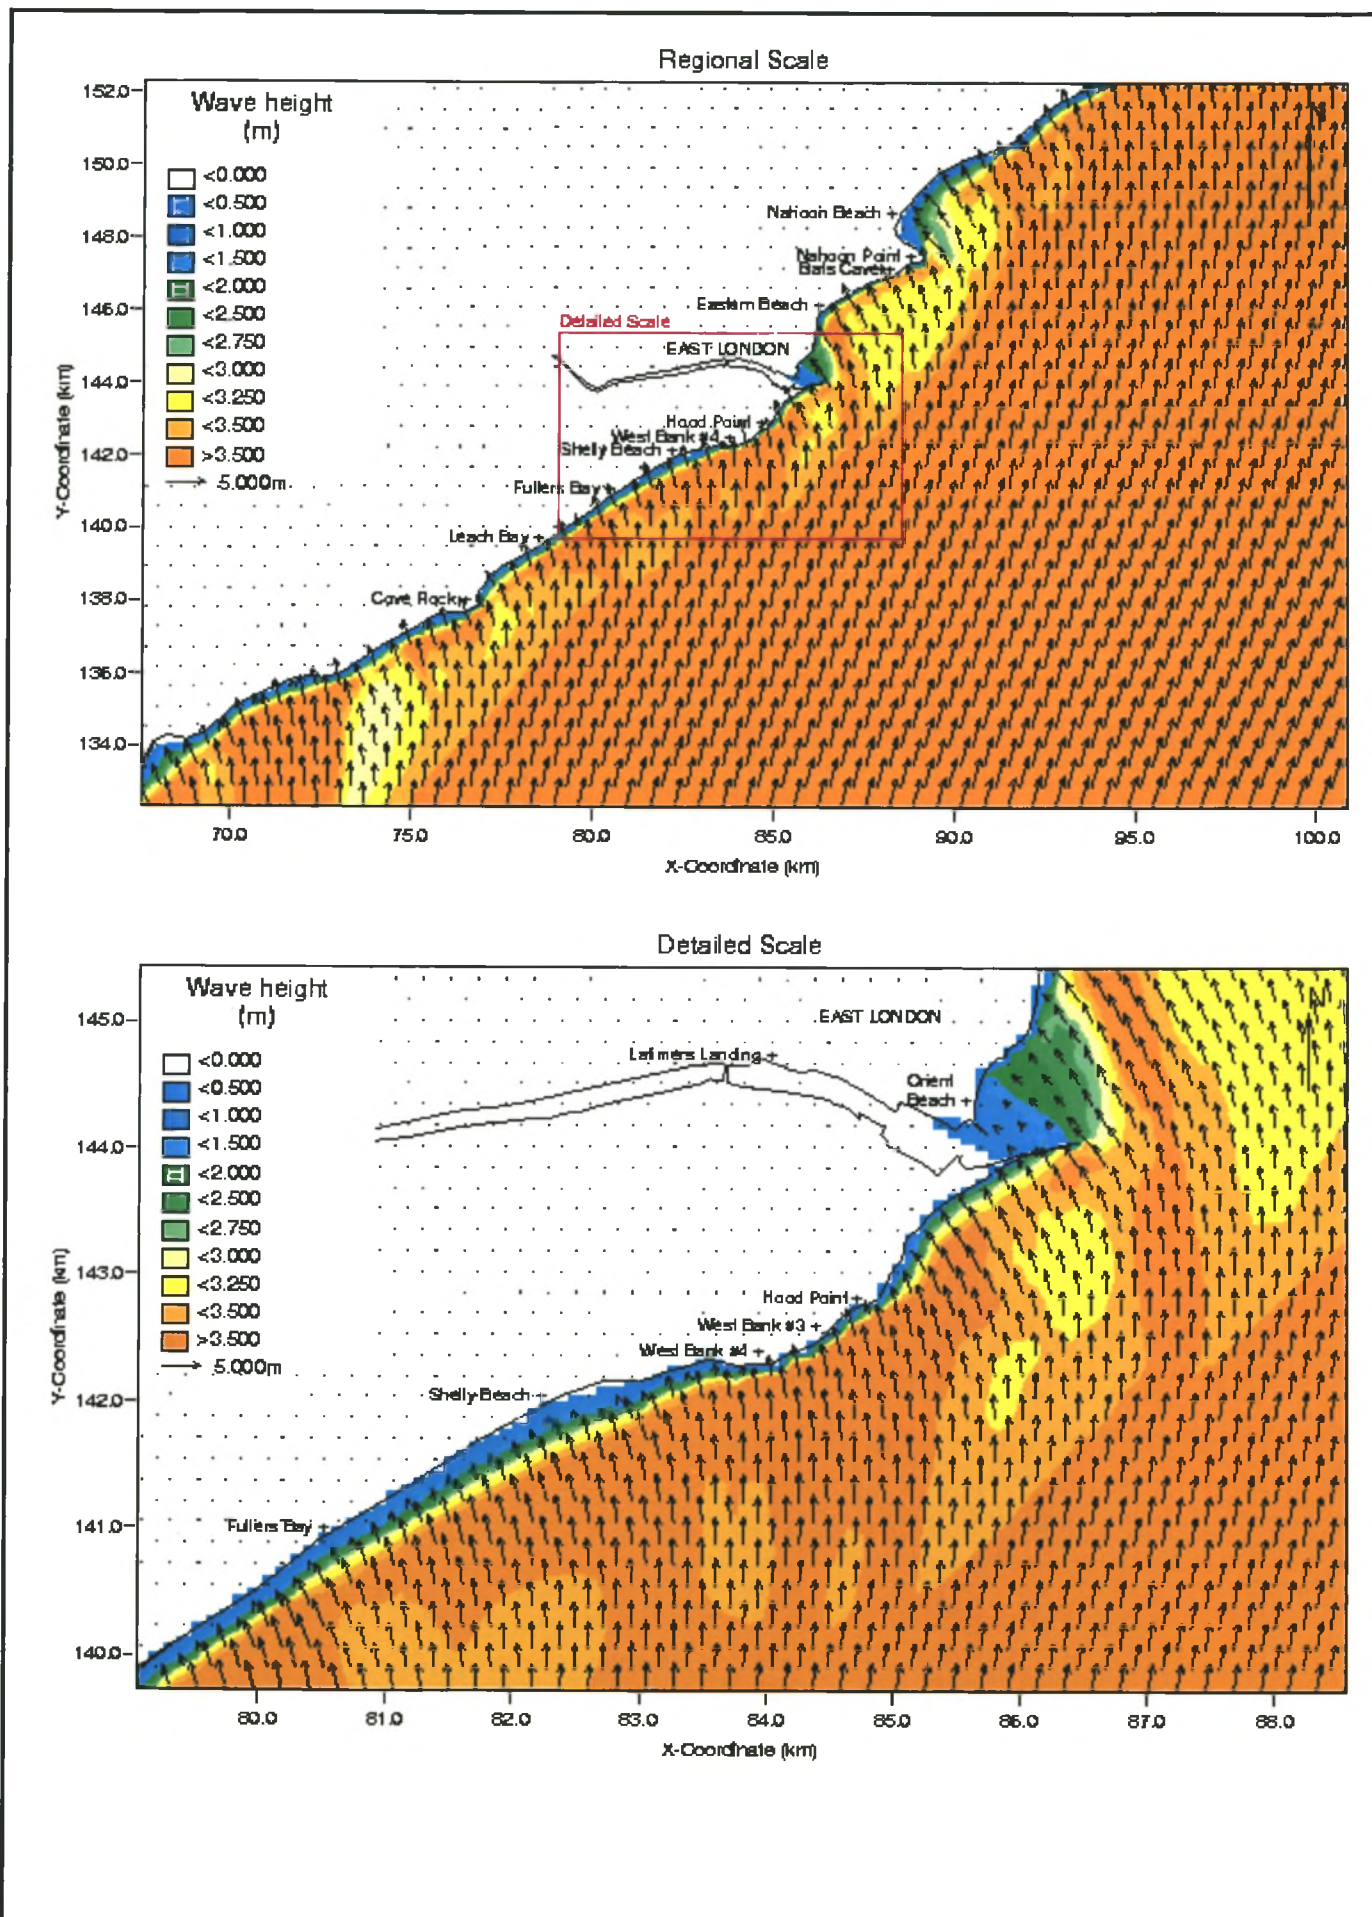 Regional Scale
Wave height
(m)
<0.000
<0.500
<1.000
<1.500
<2.000
<2.500
<2.750
<3.000
<3.250
<3.500
>3.500
5.000m
152.0
150.0
148.0
146.0
144.0
142.0
140.0
138.0
136.0
134.0
Y-Coordinate (km)
N
Nahoon Beach
Nahoon Point
Bats Cave
Eastern Beach
Detailed Scale
EAST LONDON
Hood Point
West Bank #4
Shelly Beach
Fullers Bay
Leach Bay
Cove Rock
70.0 75.0 80.0 85.0 90.0 95.0 100.0
X-Coordinate (km)
Detailed Scale
Wave height
(m)
<0.000
<0.500
<1.000
<1.500
<2.000
<2.500
<2.750
<3.000
<3.250
<3.500
>3.500
5.000m
145.0
144.0
143.0
142.0
141.0
140.0
Y-Coordinate (km)
N
EAST LONDON
Latimers Landing
Orient
Beach
Hood Point
West Bank #3
West Bank #4
Shelly Beach
Fullers Bay
80.0 81.0 82.0 83.0 84.0 85.0 86.0 87.0 88.0
X-Coordinate (km)